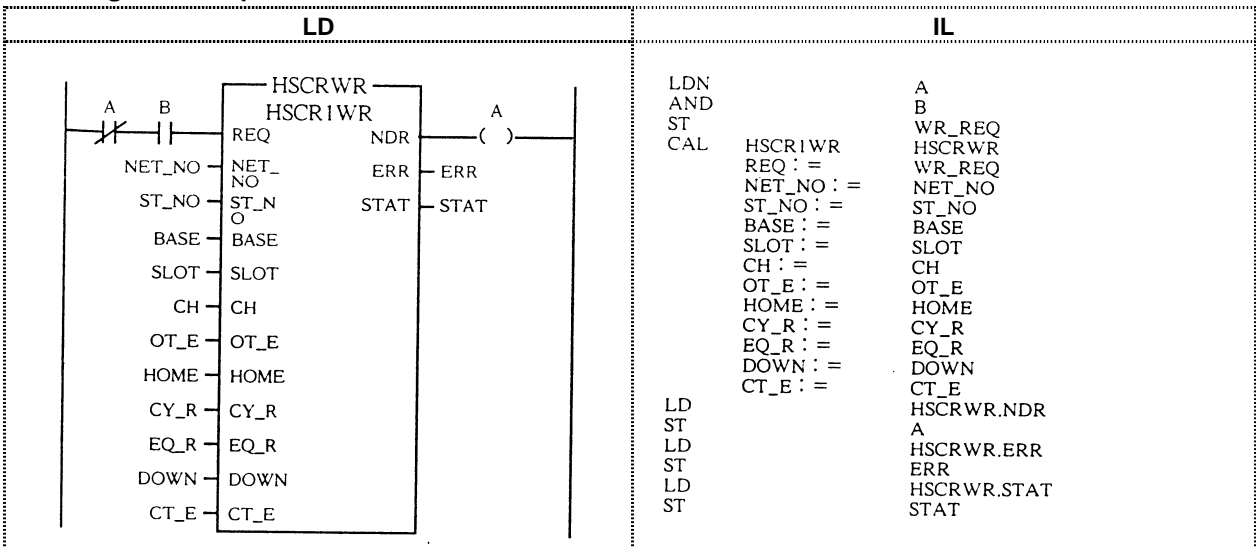 LD
IL
HSCRWR
HSCR1WR
A B A
REQ NDR
NET_NO NET_
NO ERR ERR
ST_NO ST_N
O STAT STAT
BASE BASE
SLOT SLOT
CH CH
OT_E OT_E
HOME HOME
CY_R CY_R
EQ_R EQ_R
DOWN DOWN
CT_E CT_E
LDN A
AND B
ST WR_REQ
CAL HSCR1WR HSCRWR
REQ := WR_REQ
NET_NO := NET_NO
ST_NO := ST_NO
BASE := BASE
SLOT := SLOT
CH := CH
OT_E := OT_E
HOME := HOME
CY_R := CY_R
EQ_R := EQ_R
DOWN := DOWN
CT_E := CT_E
LD HSCRWR.NDR
ST A
LD HSCRWR.ERR
ST ERR
LD HSCRWR.STAT
ST STAT